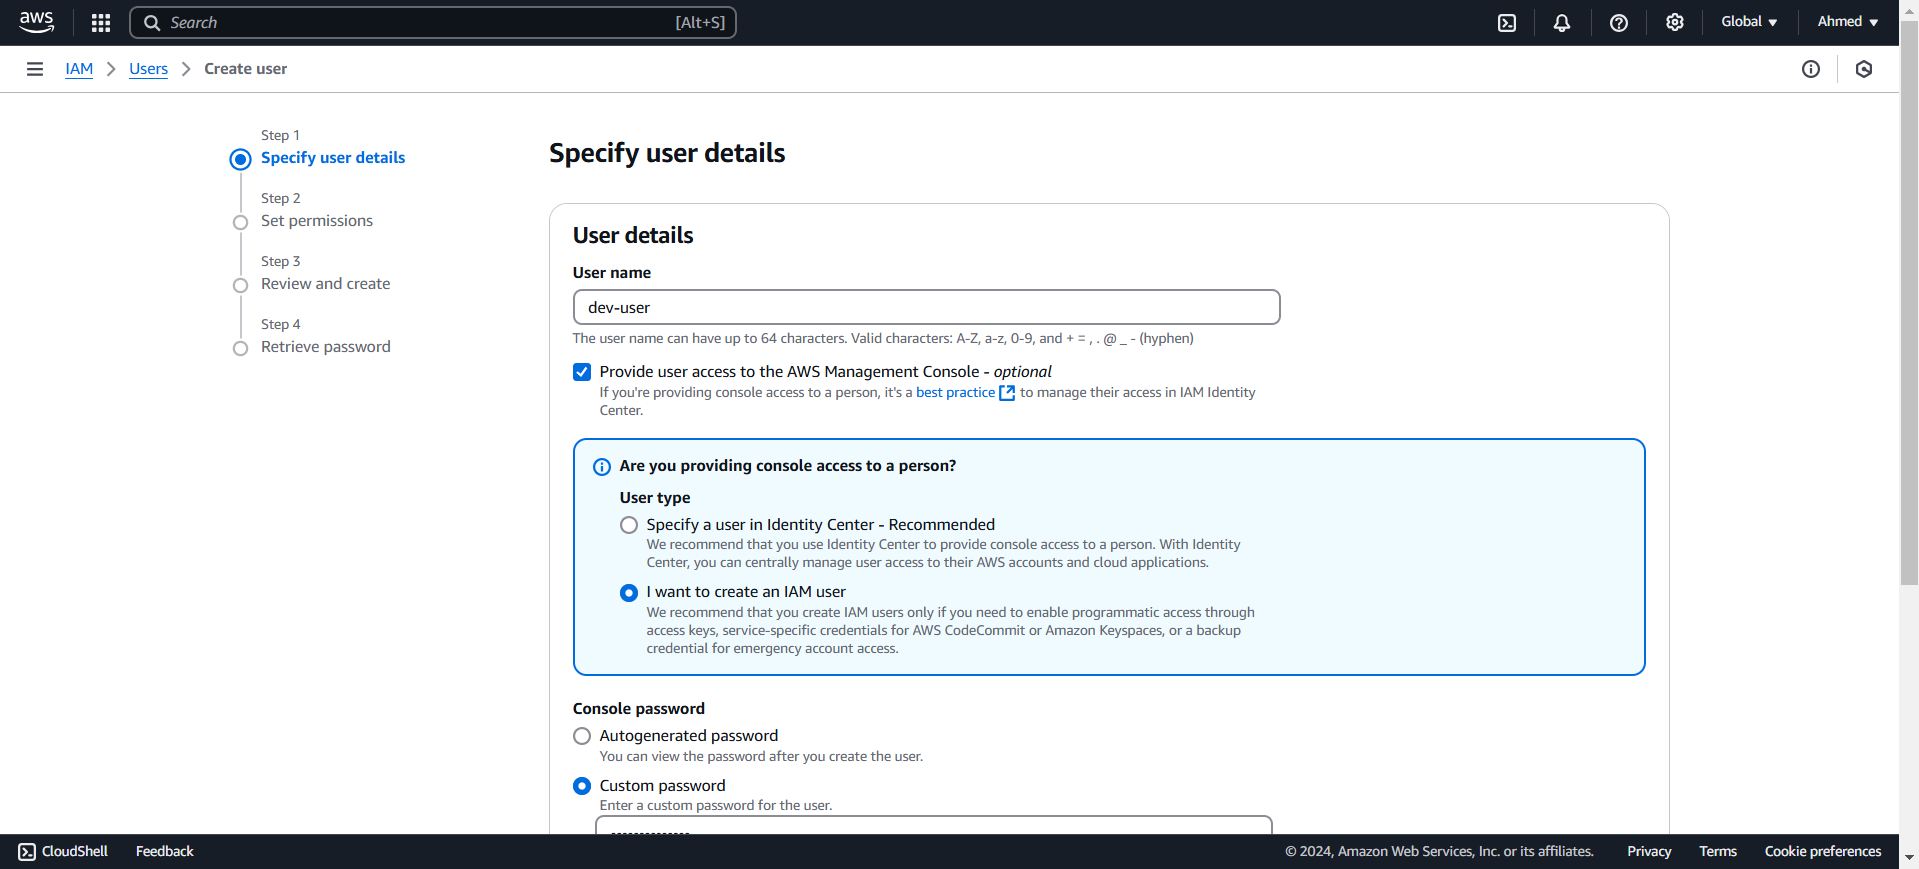 aws
Search [Alt+S]
Global
Ahmed
IAM
Users
Create user
Step 1
Specify user details
Step 2
Set permissions
Step 3
Review and create
Step 4
Retrieve password
Specify user details
User details
User name
dev-user
The user name can have up to 64 characters. Valid characters: A-Z, a-z, 0-9, and + = , . @ _ - (hyphen)
Provide user access to the AWS Management Console - optional
If you're providing console access to a person, it's a best practice to manage their access in IAM Identity
Center.
Are you providing console access to a person?
User type
Specify a user in Identity Center - Recommended
We recommend that you use Identity Center to provide console access to a person. With Identity
Center, you can centrally manage user access to their AWS accounts and cloud applications.
I want to create an IAM user
We recommend that you create IAM users only if you need to enable programmatic access through
access keys, service-specific credentials for AWS CodeCommit or Amazon Keyspaces, or a backup
credential for emergency account access.
Console password
Autogenerated password
You can view the password after you create the user.
Custom password
Enter a custom password for the user.
CloudShell
Feedback
© 2024, Amazon Web Services, Inc. or its affiliates.
Privacy
Terms
Cookie preferences